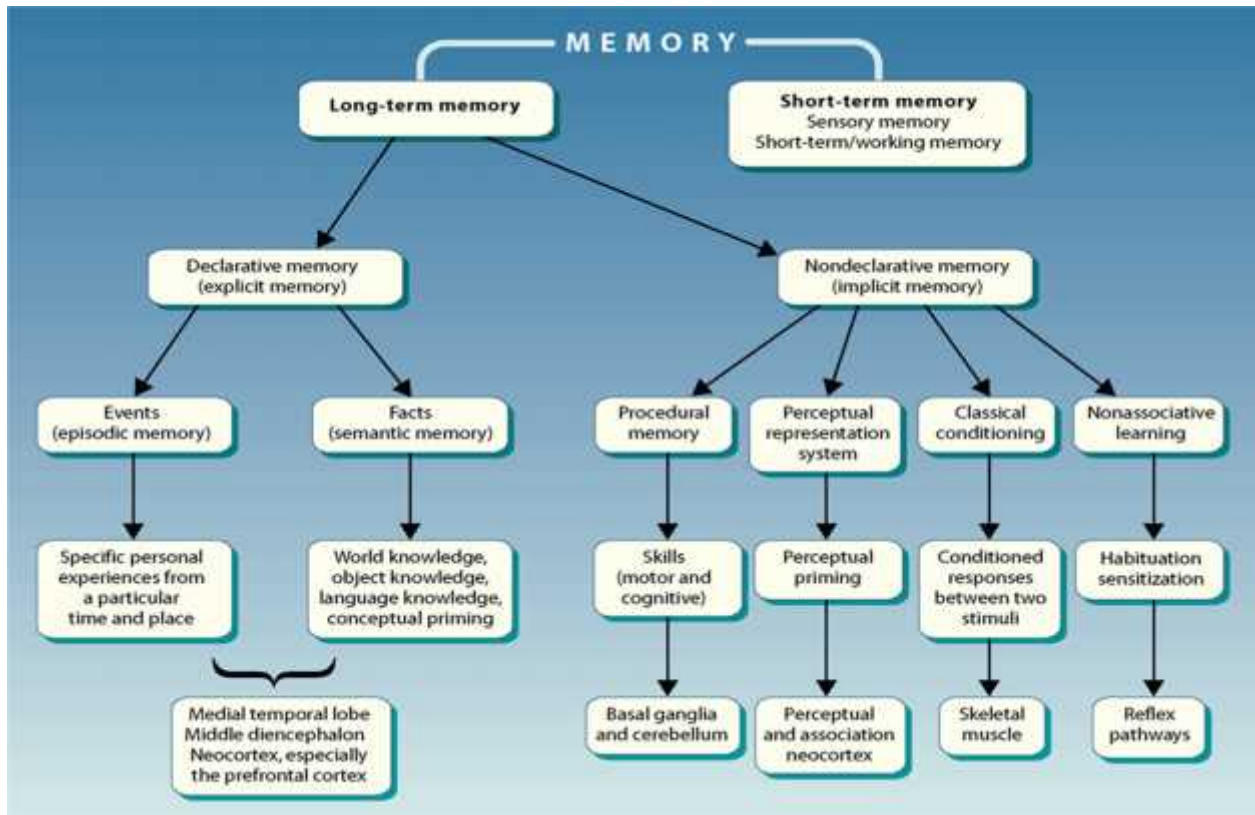 MEMORY
Long-term memory
Short-term memory
Sensory memory
Short-term/working memory
Declarative memory
(explicit memory)
Nondeclarative memory
(implicit memory)
Events
(episodic memory)
Facts
(semantic memory)
Procedural
memory
Perceptual
representation
system
Classical
conditioning
Nonassociative
learning
Specific personal
experiences from
a particular
time and place
World knowledge,
object knowledge,
language knowledge,
conceptual priming
Skills
(motor and
cognitive)
Perceptual
priming
Conditioned
responses
between two
stimuli
Habituation
sensitization
Medial temporal lobe
Middle diencephalon
Neocortex, especially
the prefrontal cortex
Basal ganglia
and cerebellum
Perceptual
and association
neocortex
Skeletal
muscle
Reflex
pathways